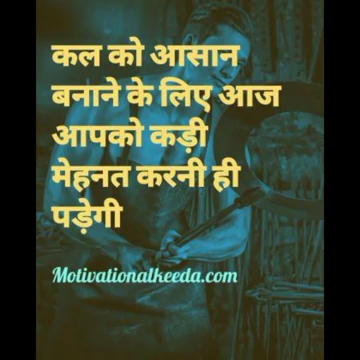 कल को आसान
बनाने के लिए आज
आपको कड़ी
मेहनत करनी ही
पड़ेगी
Motivationalkeeda.com